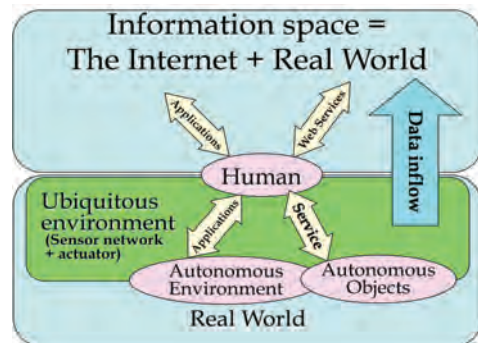 Information space =
The Internet + Real World
Applications
Web Services
Data inflow
Human
Ubiquitous
environment
(Sensor network
+ actuator)
Applications
Service
Autonomous
Environment
Autonomous
Objects
Real World